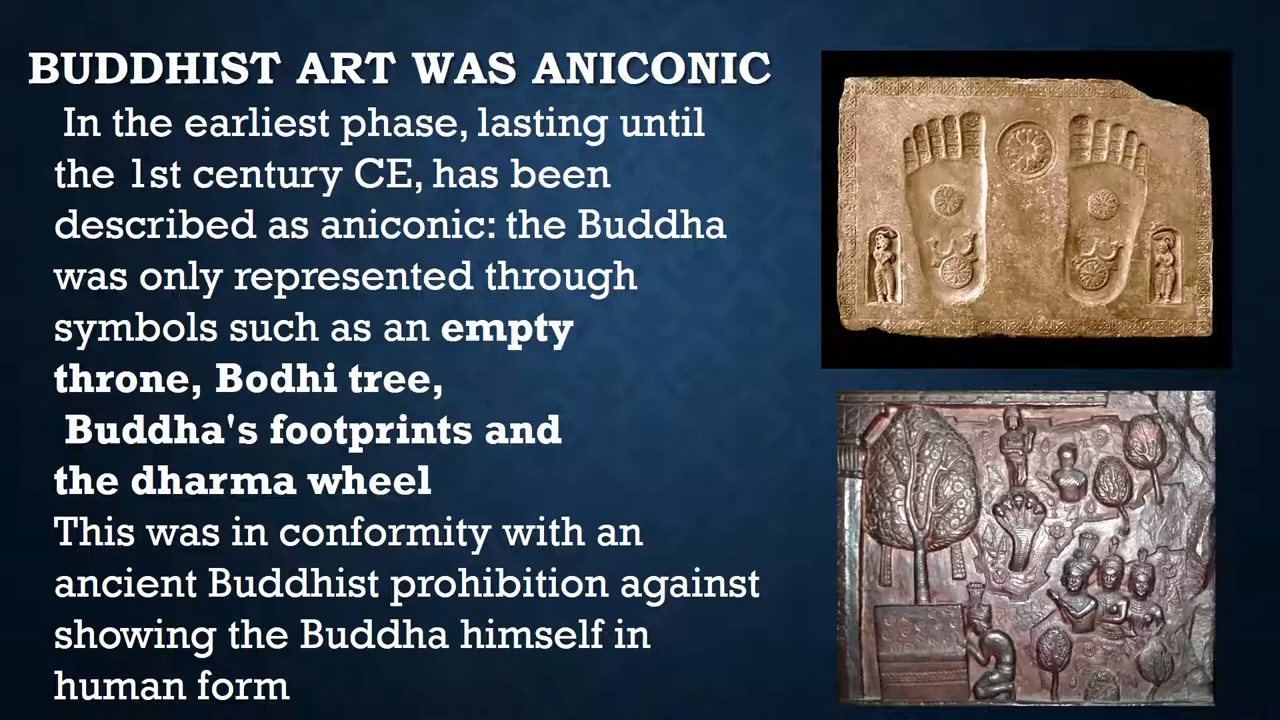 BUDDHIST ART WAS ANICONIC
In the earliest phase, lasting until
the 1st century CE, has been
described as aniconic: the Buddha
was only represented through
symbols such as an empty
throne, Bodhi tree,
Buddha's footprints and
the dharma wheel
This was in conformity with an
ancient Buddhist prohibition against
showing the Buddha himself in
human form